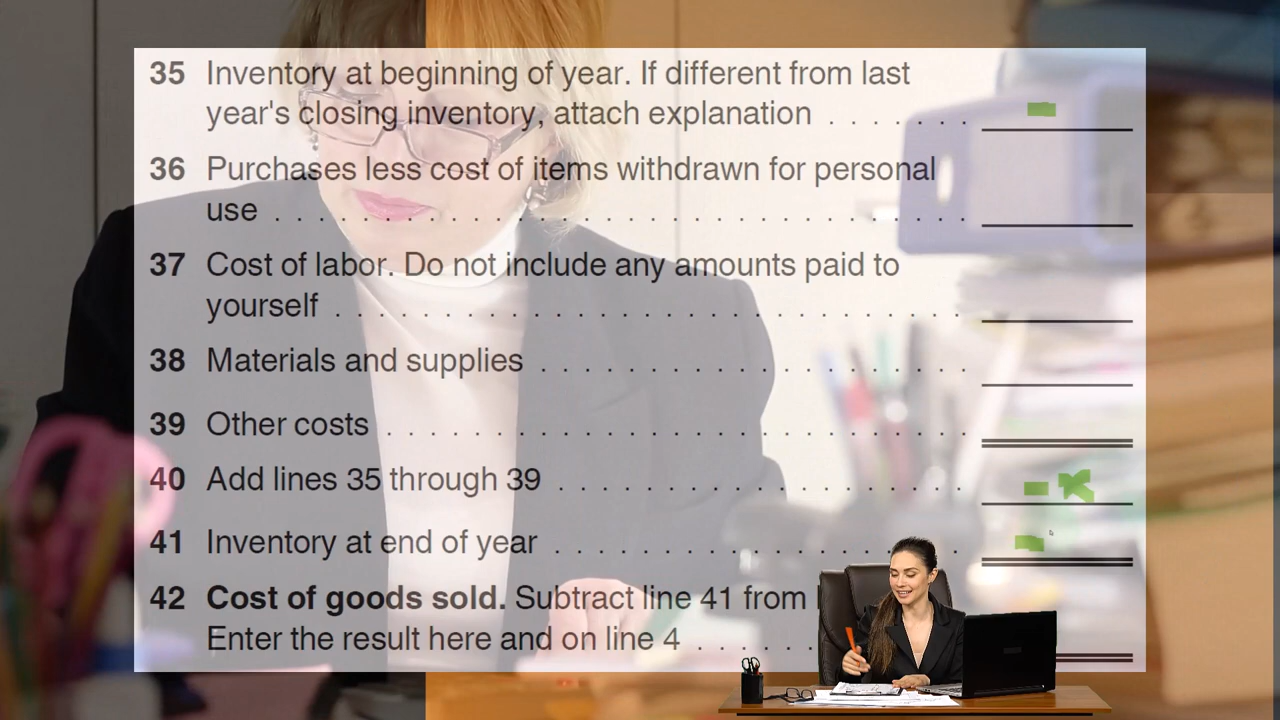 35 Inventory at beginning of year. If different from last
year's closing inventory, attach explanation . . . . . . .
36 Purchases less cost of items withdrawn for personal
use . . . . . . . . . . . . . . . . . . . . . . . .
37 Cost of labor. Do not include any amounts paid to
yourself . . . . . . . . . . . . . . . . . . . . . .
38 Materials and supplies . . . . . . . . . . . . . . .
39 Other costs . . . . . . . . . . . . . . . . . . .
40 Add lines 35 through 39 . . . . . . . . . . . . . .
41 Inventory at end of year . . . . . . . . . . . . . .
42 Cost of goods sold. Subtract line 41 from
Enter the result here and on line 4 . . . . . .